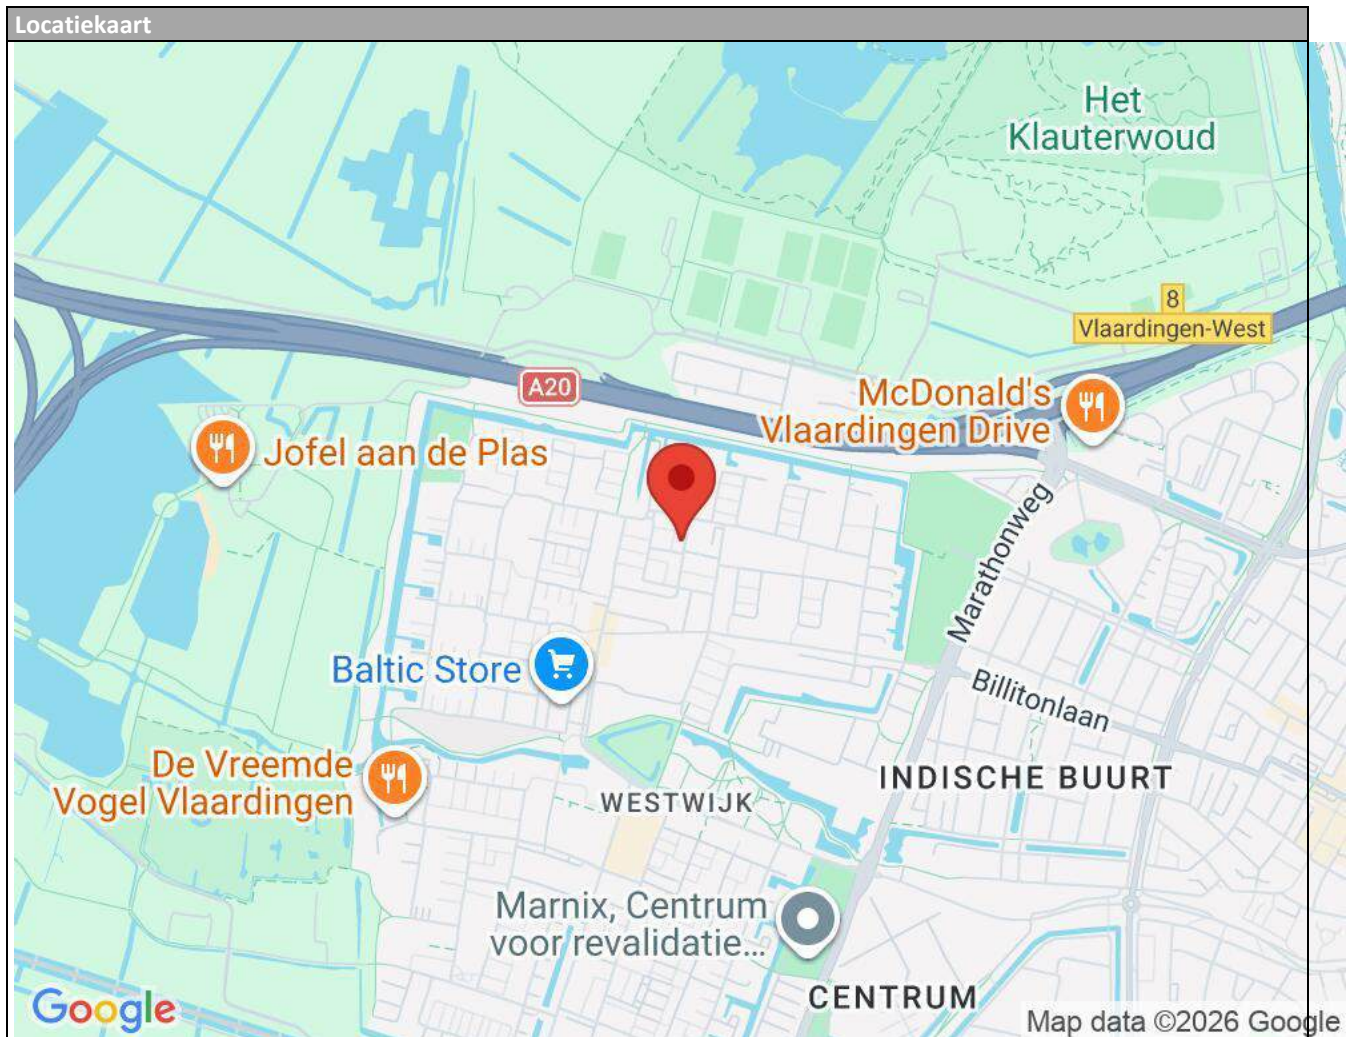 Locatiekaart
Het
Klauterwoud
8
Vlaardingen-West
A20
McDonald's
Vlaardingen Drive
Jofel aan de Plas
Marathonweg
Baltic Store
Billitonlaan
De Vreemde
Vogel Vlaardingen
INDISCHE BUURT
WESTWIJK
Marnix, Centrum
voor revalidatie...
CENTRUM
Google
Map data ©2026 Google